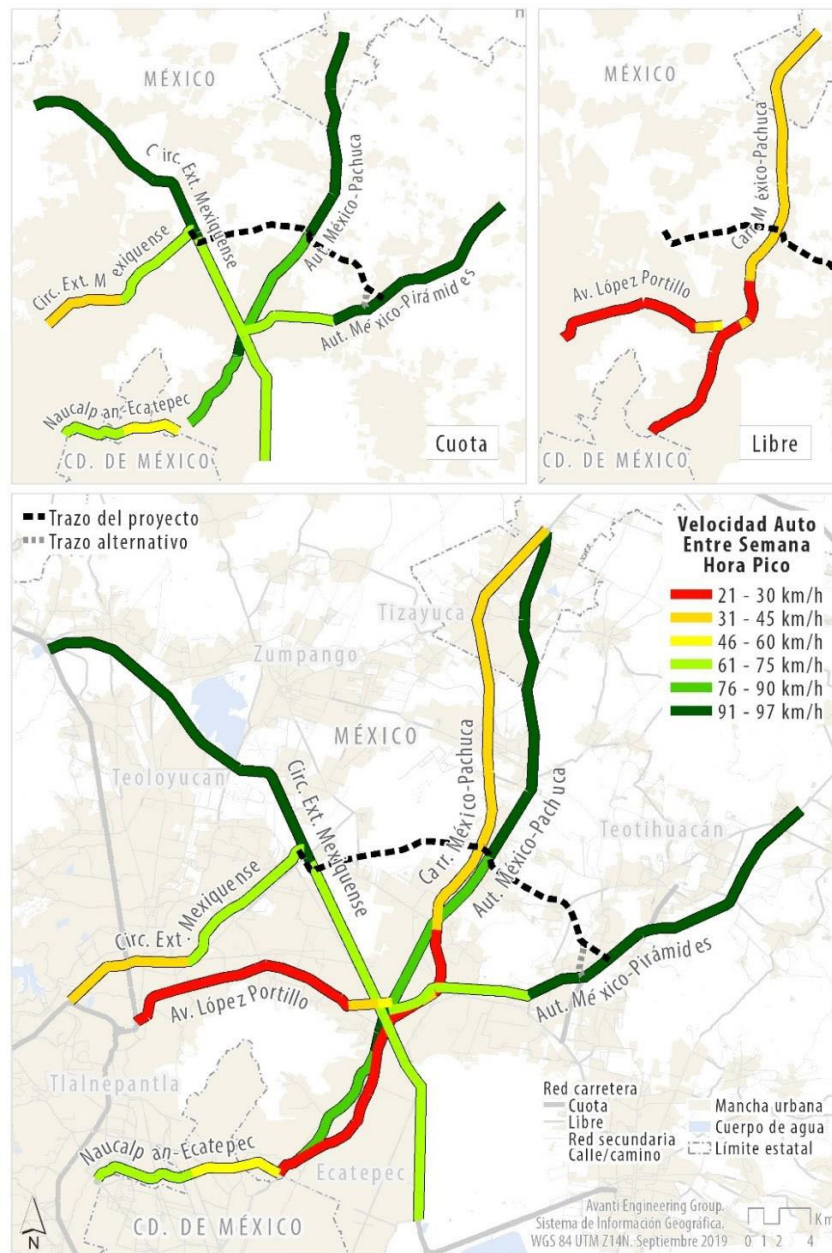 MÉXICO
Circ. Ext. Mexiquense
Aut. México-Pachuca
Circ. Ext. Mexiquense
Aut. México-Pirámides
Naucalpan-Ecatepec
CD. DE MÉXICO
Cuota
MÉXICO
Carr. México-Pachuca
Av. López Portillo
CD. DE MÉXICO
Libre
Trazo del proyecto
Trazo alternativo
Velocidad Auto
Entre Semana
Hora Pico
21 - 30 km/h
31 - 45 km/h
46 - 60 km/h
61 - 75 km/h
76 - 90 km/h
91 - 97 km/h
Tizayuca
Zumpango
MÉXICO
Teoloyucan
Circ. Ext. Mexiquense
Carr. México-Pachuca
Aut. México-Pachuca
Teotihuacán
Circ. Ext. Mexiquense
Aut. México-Pirámides
Av. López Portillo
Tlalnepantla
Naucalpan-Ecatepec
Ecatepec
CD. DE MÉXICO
Red carretera
Cuota
Libre
Red secundaria
Calle/camino
Mancha urbana
Cuerpo de agua
Límite estatal
Avanti Engineering Group.
Sistema de Información Geográfica.
WGS 84 UTM Z14N. Septiembre 2019
Km
0 1 2 4
N